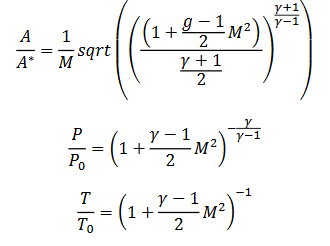 A/A* = 1/M sqrt((((1 + g − 1/2 M²))/(γ + 1/2))^(γ+1/γ−1))
P/P₀ = (1 + γ − 1/2 M²)^(−γ/γ−1)
T/T₀ = (1 + γ − 1/2 M²)^(−1)